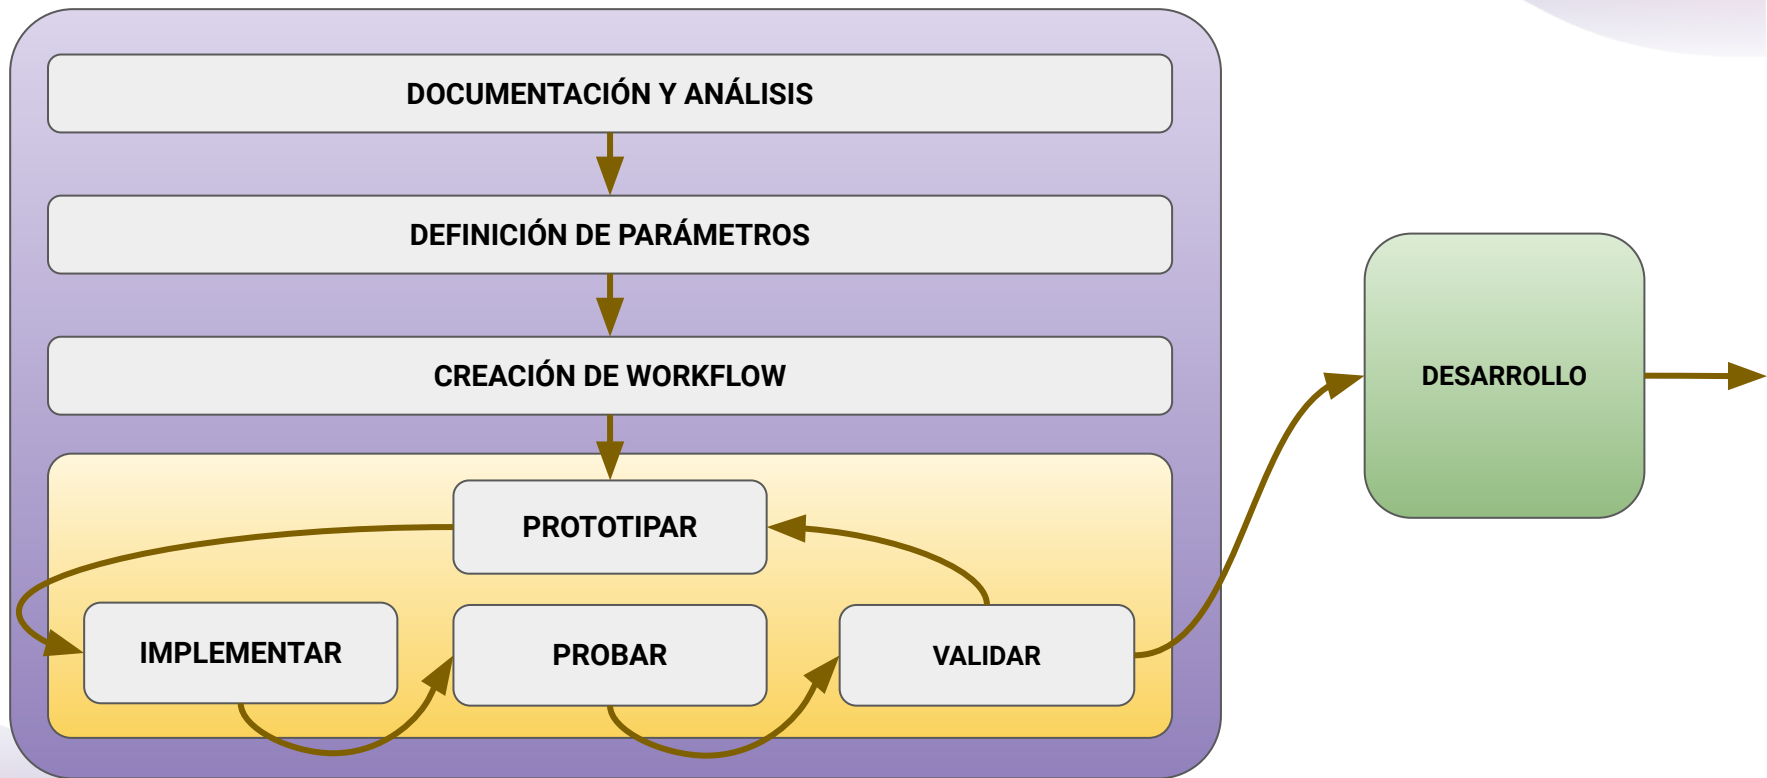 DOCUMENTACIÓN Y ANÁLISIS
DEFINICIÓN DE PARÁMETROS
CREACIÓN DE WORKFLOW
PROTOTIPAR
IMPLEMENTAR
PROBAR
VALIDAR
DESARROLLO